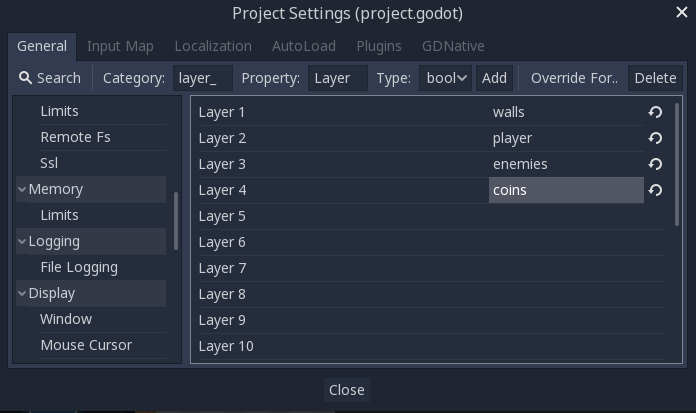 Project Settings (project.godot)
General Input Map Localization AutoLoad Plugins GDNative
Search Category: layer_ Property: Layer Type: bool Add Override For.. Delete
Limits
Remote Fs
Ssl
Memory
Limits
Logging
File Logging
Display
Window
Mouse Cursor
Layer 1 walls
Layer 2 player
Layer 3 enemies
Layer 4 coins
Layer 5
Layer 6
Layer 7
Layer 8
Layer 9
Layer 10
Close